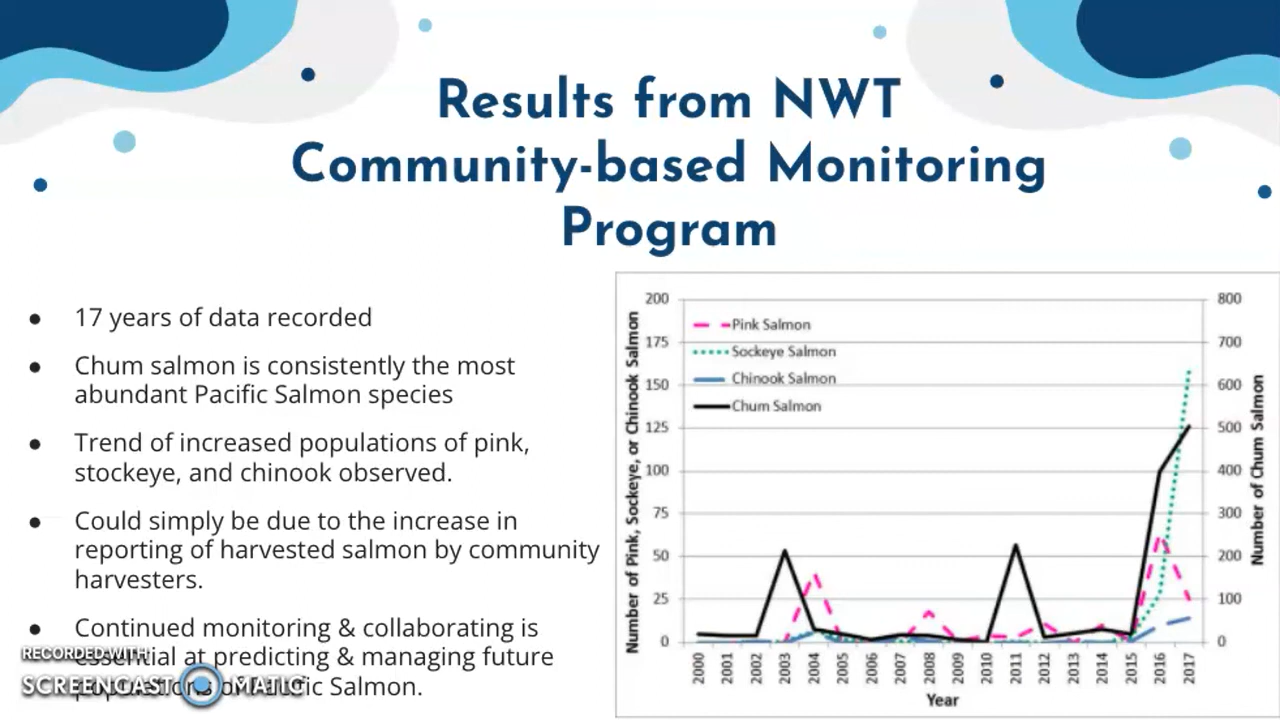 Results from NWT
Community-based Monitoring
Program
● 17 years of data recorded
● Chum salmon is consistently the most
abundant Pacific Salmon species
● Trend of increased populations of pink,
stockeye, and chinook observed.
● Could simply be due to the increase in
reporting of harvested salmon by community
harvesters.
● Continued monitoring & collaborating is
essential at predicting & managing future
populations of Pacific Salmon.
RECORDED WITH
SCREENCAST MATIC
Number of Pink, Sockeye, or Chinook Salmon
200
175
150
125
100
75
50
25
0
Pink Salmon
Sockeye Salmon
Chinook Salmon
Chum Salmon
800
700
600
500
400
300
200
100
0
Number of Chum Salmon
2000 2001 2002 2003 2004 2005 2006 2007 2008 2009 2010 2011 2012 2013 2014 2015 2016 2017
Year